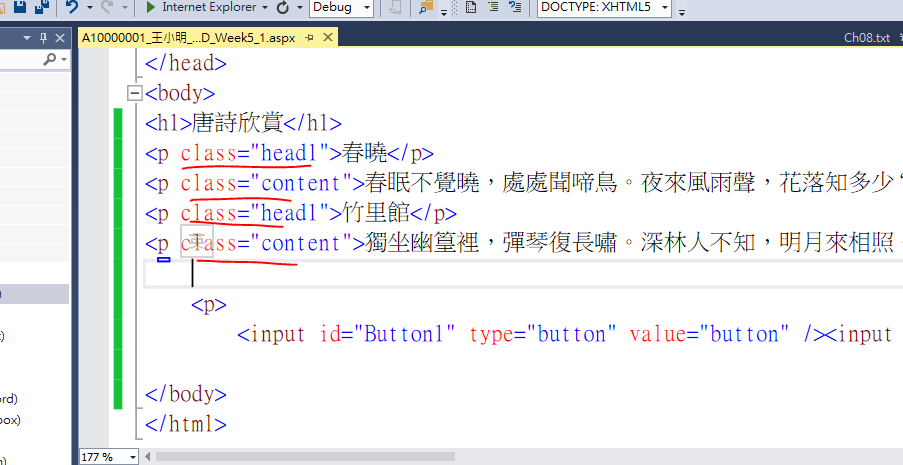 Internet Explorer
Debug
DOCTYPE: XHTML5
A10000001_王小明_...D_Week5_1.aspx
Ch08.txt
</head>
<body>
<h1>唐詩欣賞</h1>
<p class="head1">春曉</p>
<p class="content">春眠不覺曉，處處聞啼鳥。夜來風雨聲，花落知多少
<p class="head1">竹里館</p>
<p class="content">獨坐幽篁裡，彈琴復長嘯。深林人不知，明月來相照。
<p>
<input id="Button1" type="button" value="button" /><input
</body>
</html>
ord)
box)
m)
177 %